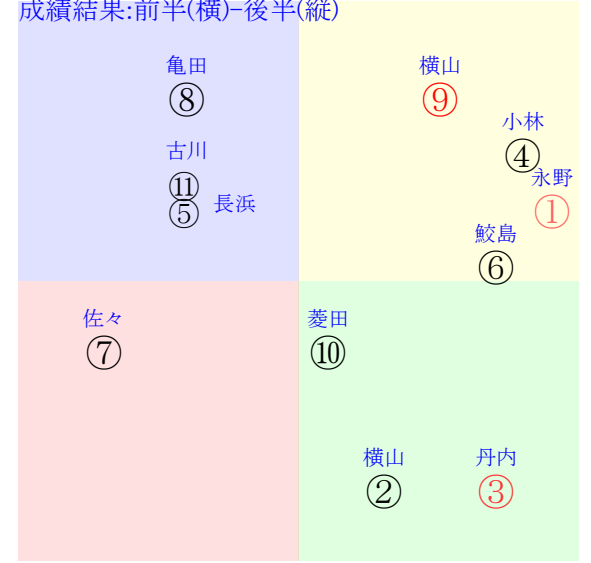 成績結果:前半(横)-後半(縦)
亀田
⑧
横山
⑨
小林
④
古川
⑪
永野
①
長浜
⑤
鮫島
⑥
佐々
⑦
菱田
⑩
横山
②
丹内
③